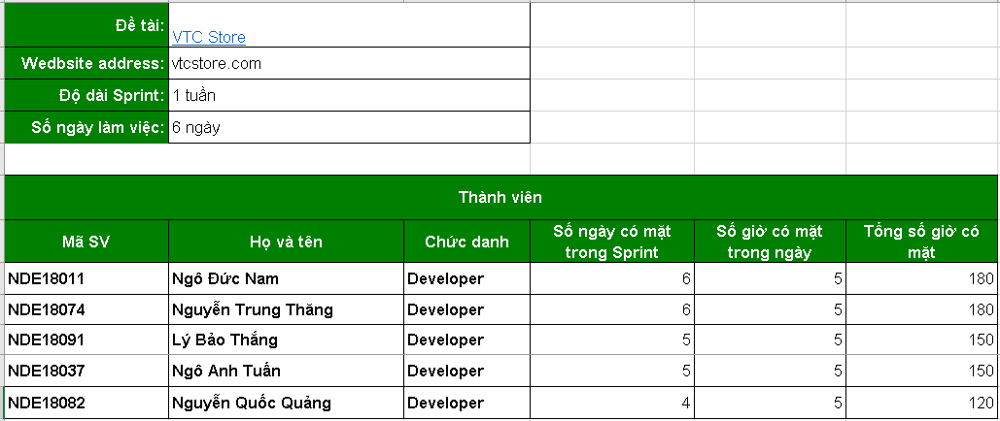 Đề tài: VTC Store
Wedbsite address: vtcstore.com
Độ dài Sprint: 1 tuần
Số ngày làm việc: 6 ngày
Thành viên
Mã SV Họ và tên Chức danh Số ngày có mặt trong Sprint Số giờ có mặt trong ngày Tổng số giờ có mặt
NDE18011 Ngô Đức Nam Developer 6 5 180
NDE18074 Nguyễn Trung Thăng Developer 6 5 180
NDE18091 Lý Bảo Thắng Developer 5 5 150
NDE18037 Ngô Anh Tuấn Developer 5 5 150
NDE18082 Nguyễn Quốc Quảng Developer 4 5 120